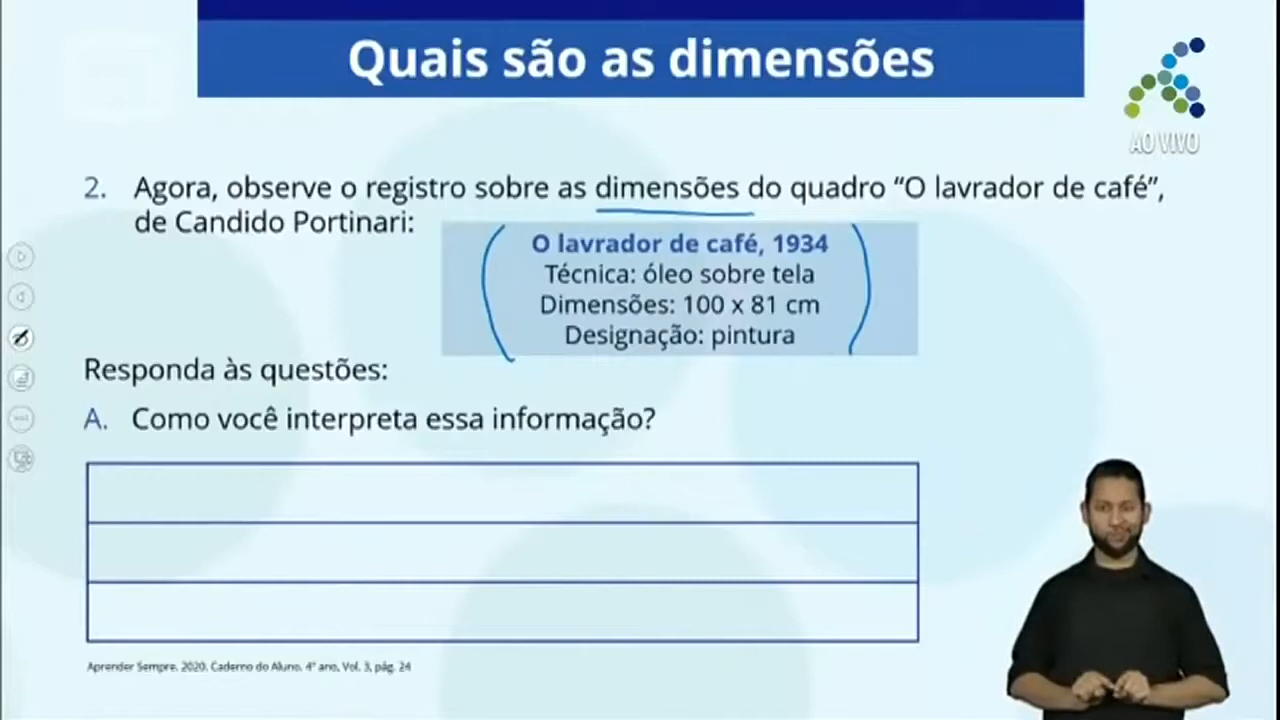 Quais são as dimensões
AO VIVO
2. Agora, observe o registro sobre as dimensões do quadro “O lavrador de café”,
de Candido Portinari:
O lavrador de café, 1934
Técnica: óleo sobre tela
Dimensões: 100 x 81 cm
Designação: pintura
Responda às questões:
A. Como você interpreta essa informação?
Aprender Sempre. 2020. Caderno do Aluno. 4° ano, Vol. 3, pág. 24